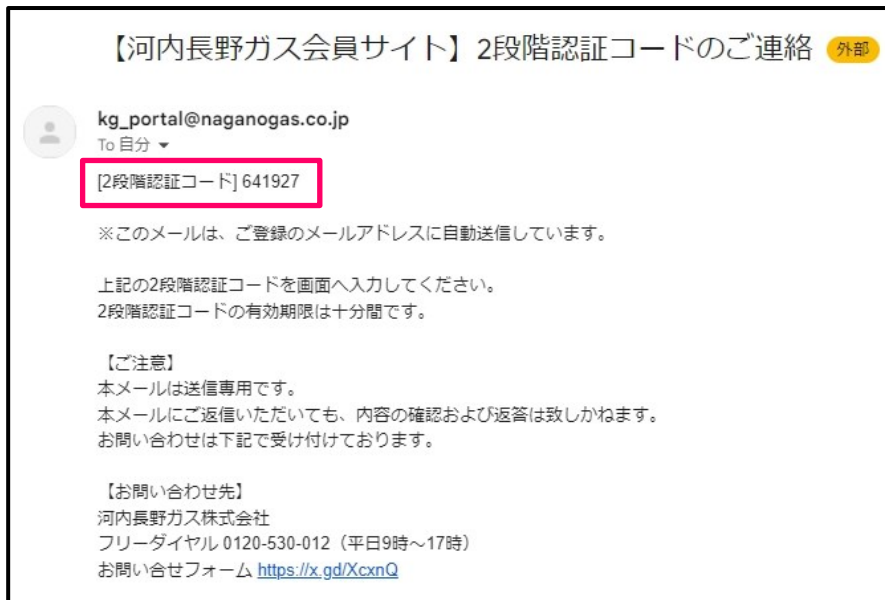 【河内長野ガス会員サイト】2段階認証コードのご連絡 外部
kg_portal@naganogas.co.jp
To 自分
[2段階認証コード] 641927
※このメールは、ご登録のメールアドレスに自動送信しています。
上記の2段階認証コードを画面へ入力してください。
2段階認証コードの有効期限は十分間です。
【ご注意】
本メールは送信専用です。
本メールにご返信いただいても、内容の確認および返答は致しかねます。
お問い合わせは下記で受け付けております。
【お問い合わせ先】
河内長野ガス株式会社
フリーダイヤル 0120-530-012（平日9時～17時）
お問い合せフォーム https://x.gd/XcxnQ